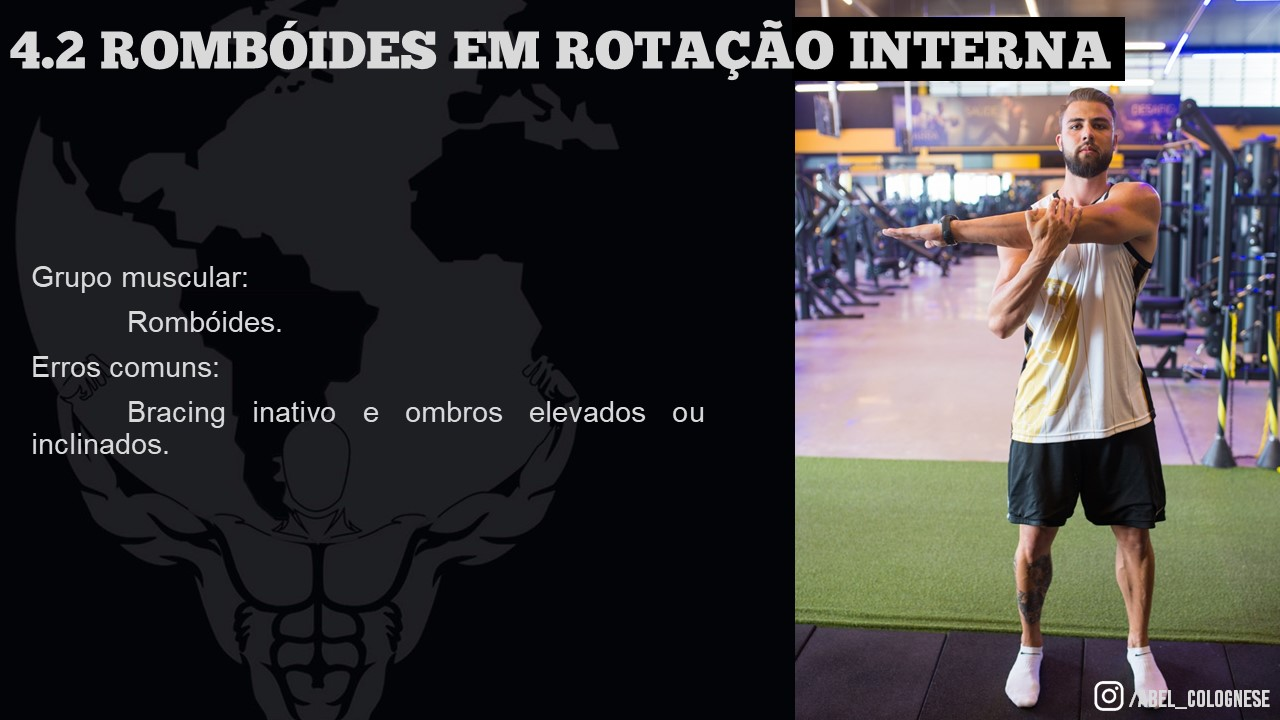 4.2 ROMBÓIDES EM ROTAÇÃO INTERNA
Grupo muscular:
Rombóides.
Erros comuns:
Bracing inativo e ombros elevados ou
inclinados.
/ABEL_COLOGNESE